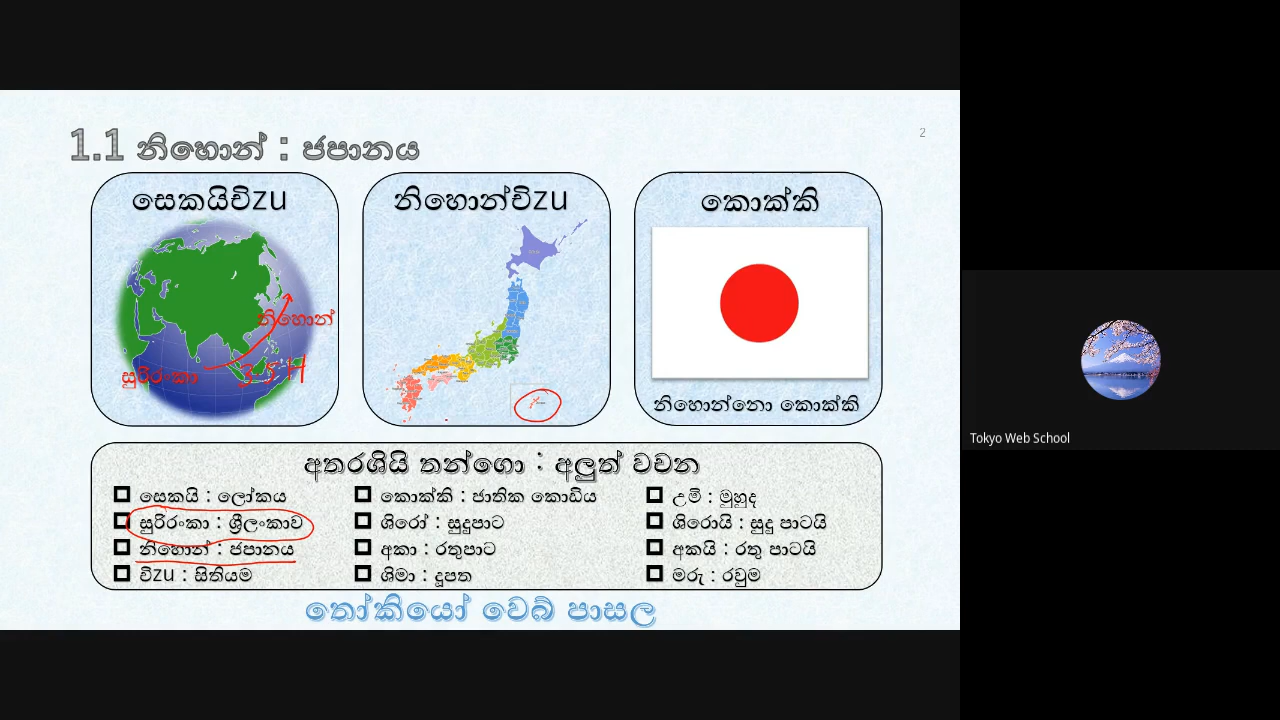 1.1 නිහොන් : ජපානය
2
සෙකයිචිzu
නිහොන්චිzu
කොක්කි
නිහොන්
සුරිරංකා
නිහොන්නො කොක්කි
අතරශියි තන්ගො : අලුත් වචන
සෙකයි : ලෝකය
සුරිරංකා : ශ්‍රීලංකාව
නිහොන් : ජපානය
චිzu : සිතියම
කොක්කි : ජාතික කොඩිය
ශිරෝ : සුදුපාට
අකා : රතුපාට
ශිමා : දූපත
උමි : මුහුද
ශිරොයි : සුදු පාටයි
අකයි : රතු පාටයි
මරු : රවුම
තෝකියෝ වෙබ් පාසල
Tokyo Web School